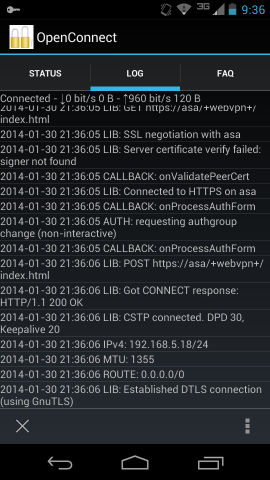 3G 9:36
OpenConnect
STATUS
LOG
FAQ
Connected - ↓0 bit/s 0 B - ↑960 bit/s 120 B
2014-01-30 21:36:05 LIB: GET https://asa/+webvpn+/
index.html
2014-01-30 21:36:05 LIB: SSL negotiation with asa
2014-01-30 21:36:05 LIB: Server certificate verify failed:
signer not found
2014-01-30 21:36:05 CALLBACK: onValidatePeerCert
2014-01-30 21:36:05 LIB: Connected to HTTPS on asa
2014-01-30 21:36:05 CALLBACK: onProcessAuthForm
2014-01-30 21:36:05 AUTH: requesting authgroup
change (non-interactive)
2014-01-30 21:36:05 CALLBACK: onProcessAuthForm
2014-01-30 21:36:06 LIB: POST https://asa/+webvpn+/
index.html
2014-01-30 21:36:06 LIB: Got CONNECT response:
HTTP/1.1 200 OK
2014-01-30 21:36:06 LIB: CSTP connected. DPD 30,
Keepalive 20
2014-01-30 21:36:06 IPv4: 192.168.5.18/24
2014-01-30 21:36:06 MTU: 1355
2014-01-30 21:36:06 ROUTE: 0.0.0.0/0
2014-01-30 21:36:06 LIB: Established DTLS connection
(using GnuTLS)